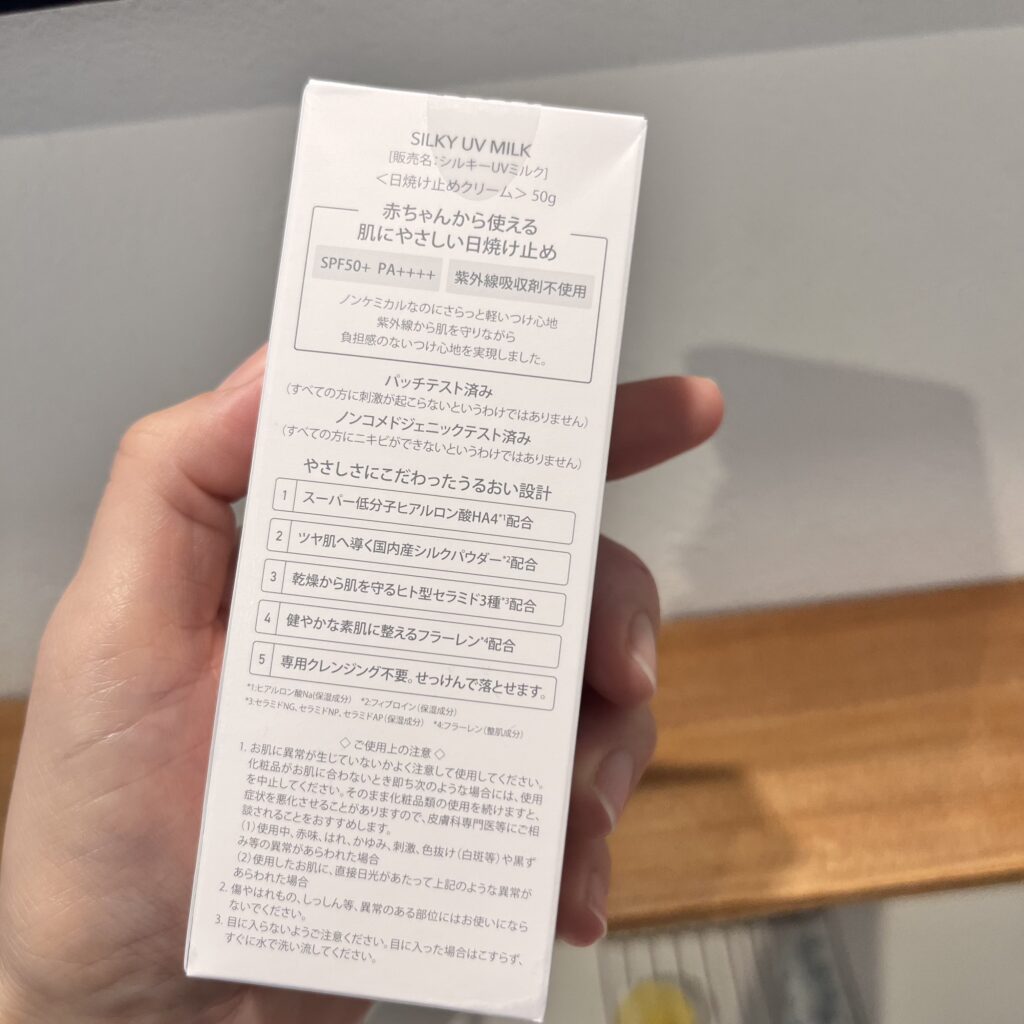 SILKY UV MILK
[販売名:シルキーUVミルク]
<日焼け止めクリーム> 50g
赤ちゃんから使える
肌にやさしい日焼け止め
SPF50+ PA++++ 紫外線吸収剤不使用
ノンケミカルなのにさらっと軽いつけ心地
紫外線から肌を守りながら
負担感のないつけ心地を実現しました。
パッチテスト済み
(すべての方に刺激が起こらないというわけではありません)
ノンコメドジェニックテスト済み
(すべての方にニキビができないというわけではありません)
やさしさにこだわったうるおい設計
1 スーパー低分子ヒアルロン酸HA4*1配合
2 ツヤ肌へ導く国内産シルクパウダー*2配合
3 乾燥から肌を守るヒト型セラミド3種*3配合
4 健やかな素肌に整えるフラーレン*4配合
5 専用クレンジング不要。せっけんで落とせます。
*1:ヒアルロン酸Na(保湿成分) *2:フィブロイン(保湿成分)
*3:セラミドNG、セラミドNP、セラミドAP(保湿成分) *4:フラーレン(整肌成分)
◇ご使用上の注意◇
1. お肌に異常が生じていないかよく注意して使用してください。
化粧品がお肌に合わないとき即ち次のような場合には、使用
を中止してください。そのまま化粧品類の使用を続けますと、
症状を悪化させることがありますので、皮膚科専門医等にご相
談されることをおすすめします。
(1)使用中、赤味、はれ、かゆみ、刺激、色抜け(白斑等)や黒ず
み等の異常があらわれた場合
(2)使用したお肌に、直接日光があたって上記のような異常が
あらわれた場合
2. 傷やはれもの、しっしん等、異常のある部位にはお使いになら
ないでください。
3. 目に入らないようご注意ください。目に入った場合はこすらず、
すぐに水で洗い流してください。